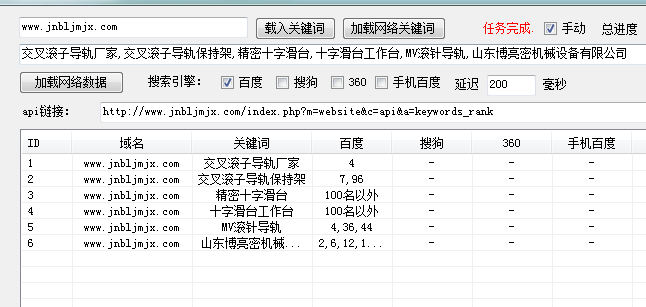 www.jnbljmjx.com 载入关键词 加载网络关键词 任务完成. 手动 总进度
交叉滚子导轨厂家,交叉滚子导轨保持架,精密十字滑台,十字滑台工作台,MV滚针导轨,山东博亮密机械设备有限公司
加载网络数据 搜索引擎: 百度 搜狗 360 手机百度 延迟 200 毫秒
api链接: http://www.jnbljmjx.com/index.php?m=website&c=api&a=keywords_rank
ID 域名 关键词 百度 搜狗 360 手机百度
1 www.jnbljmjx.com 交叉滚子导轨厂家 4 - - -
2 www.jnbljmjx.com 交叉滚子导轨保持架 7,96 - - -
3 www.jnbljmjx.com 精密十字滑台 100名以外 - - -
4 www.jnbljmjx.com 十字滑台工作台 100名以外 - - -
5 www.jnbljmjx.com MV滚针导轨 4,36,44 - - -
6 www.jnbljmjx.com 山东博亮密机械... 2,6,12,1... - - -